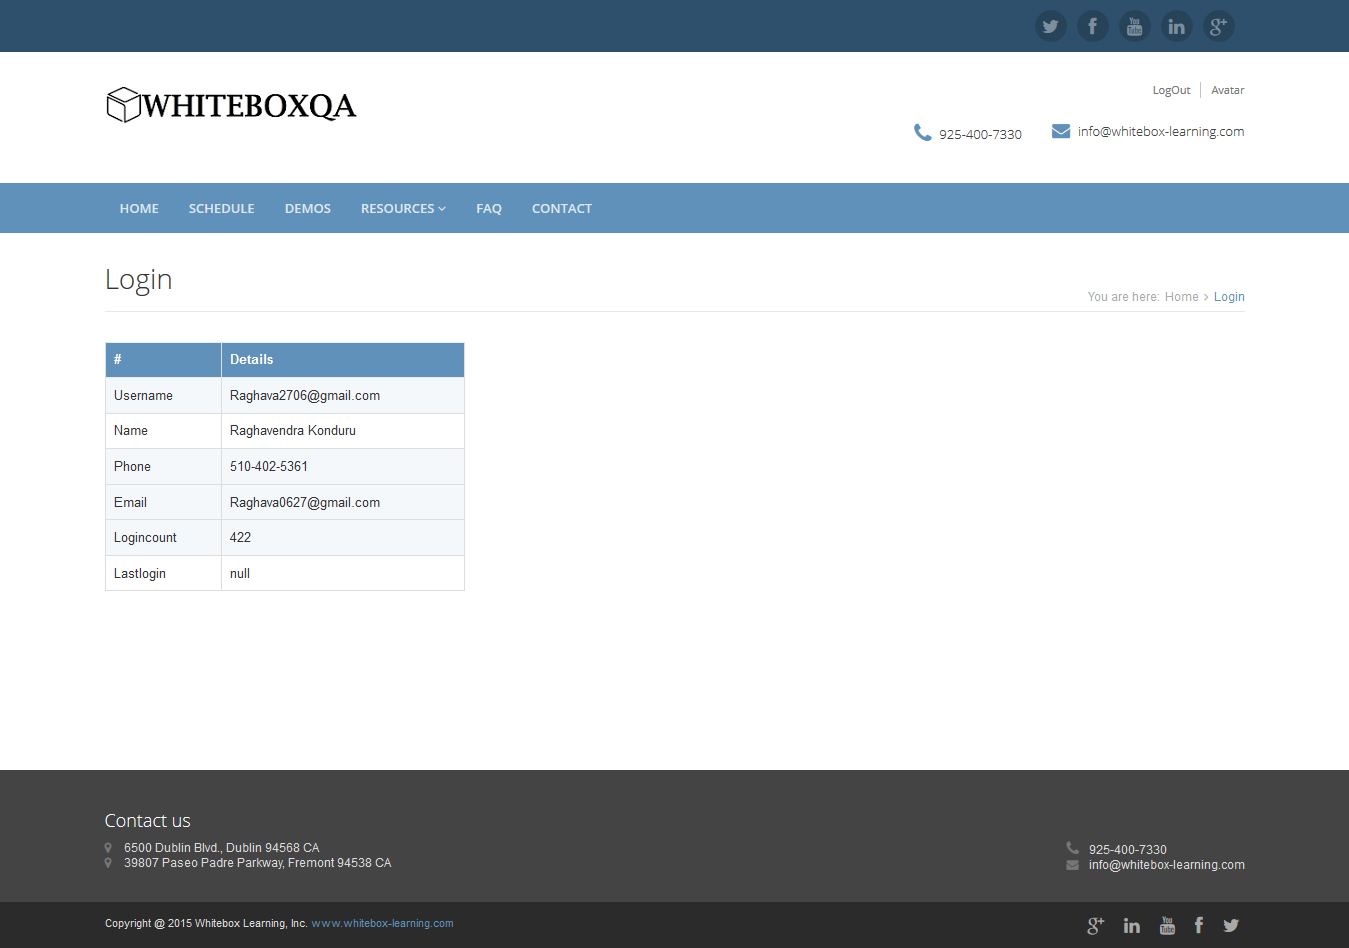 WHITEBOXQA
LogOut Avatar
925-400-7330 info@whitebox-learning.com
HOME SCHEDULE DEMOS RESOURCES FAQ CONTACT
Login
You are here: Home > Login
# Details
Username Raghava2706@gmail.com
Name Raghavendra Konduru
Phone 510-402-5361
Email Raghava0627@gmail.com
Logincount 422
Lastlogin null
Contact us
6500 Dublin Blvd., Dublin 94568 CA
39807 Paseo Padre Parkway, Fremont 94538 CA
925-400-7330
info@whitebox-learning.com
Copyright @ 2015 Whitebox Learning, Inc. www.whitebox-learning.com